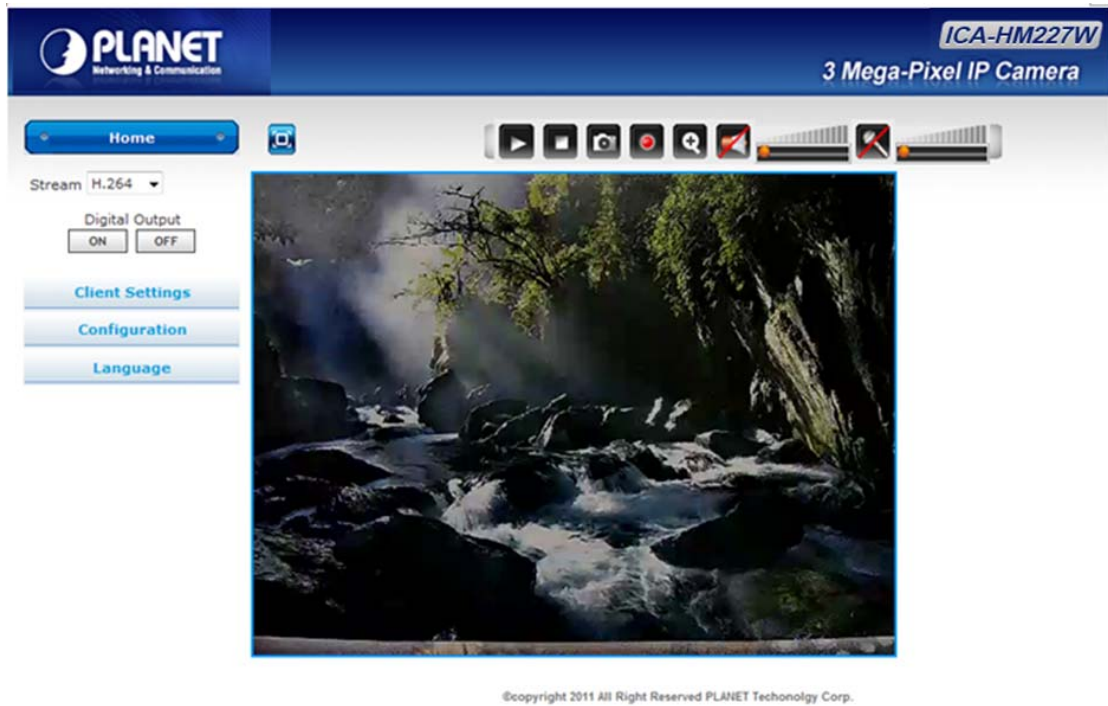 PLANET
Networking & Communication
ICA-HM227W
3 Mega-Pixel IP Camera
Home
Stream H.264
Digital Output
ON OFF
Client Settings
Configuration
Language
©copyright 2011 All Right Reserved PLANET Techonolgy Corp.